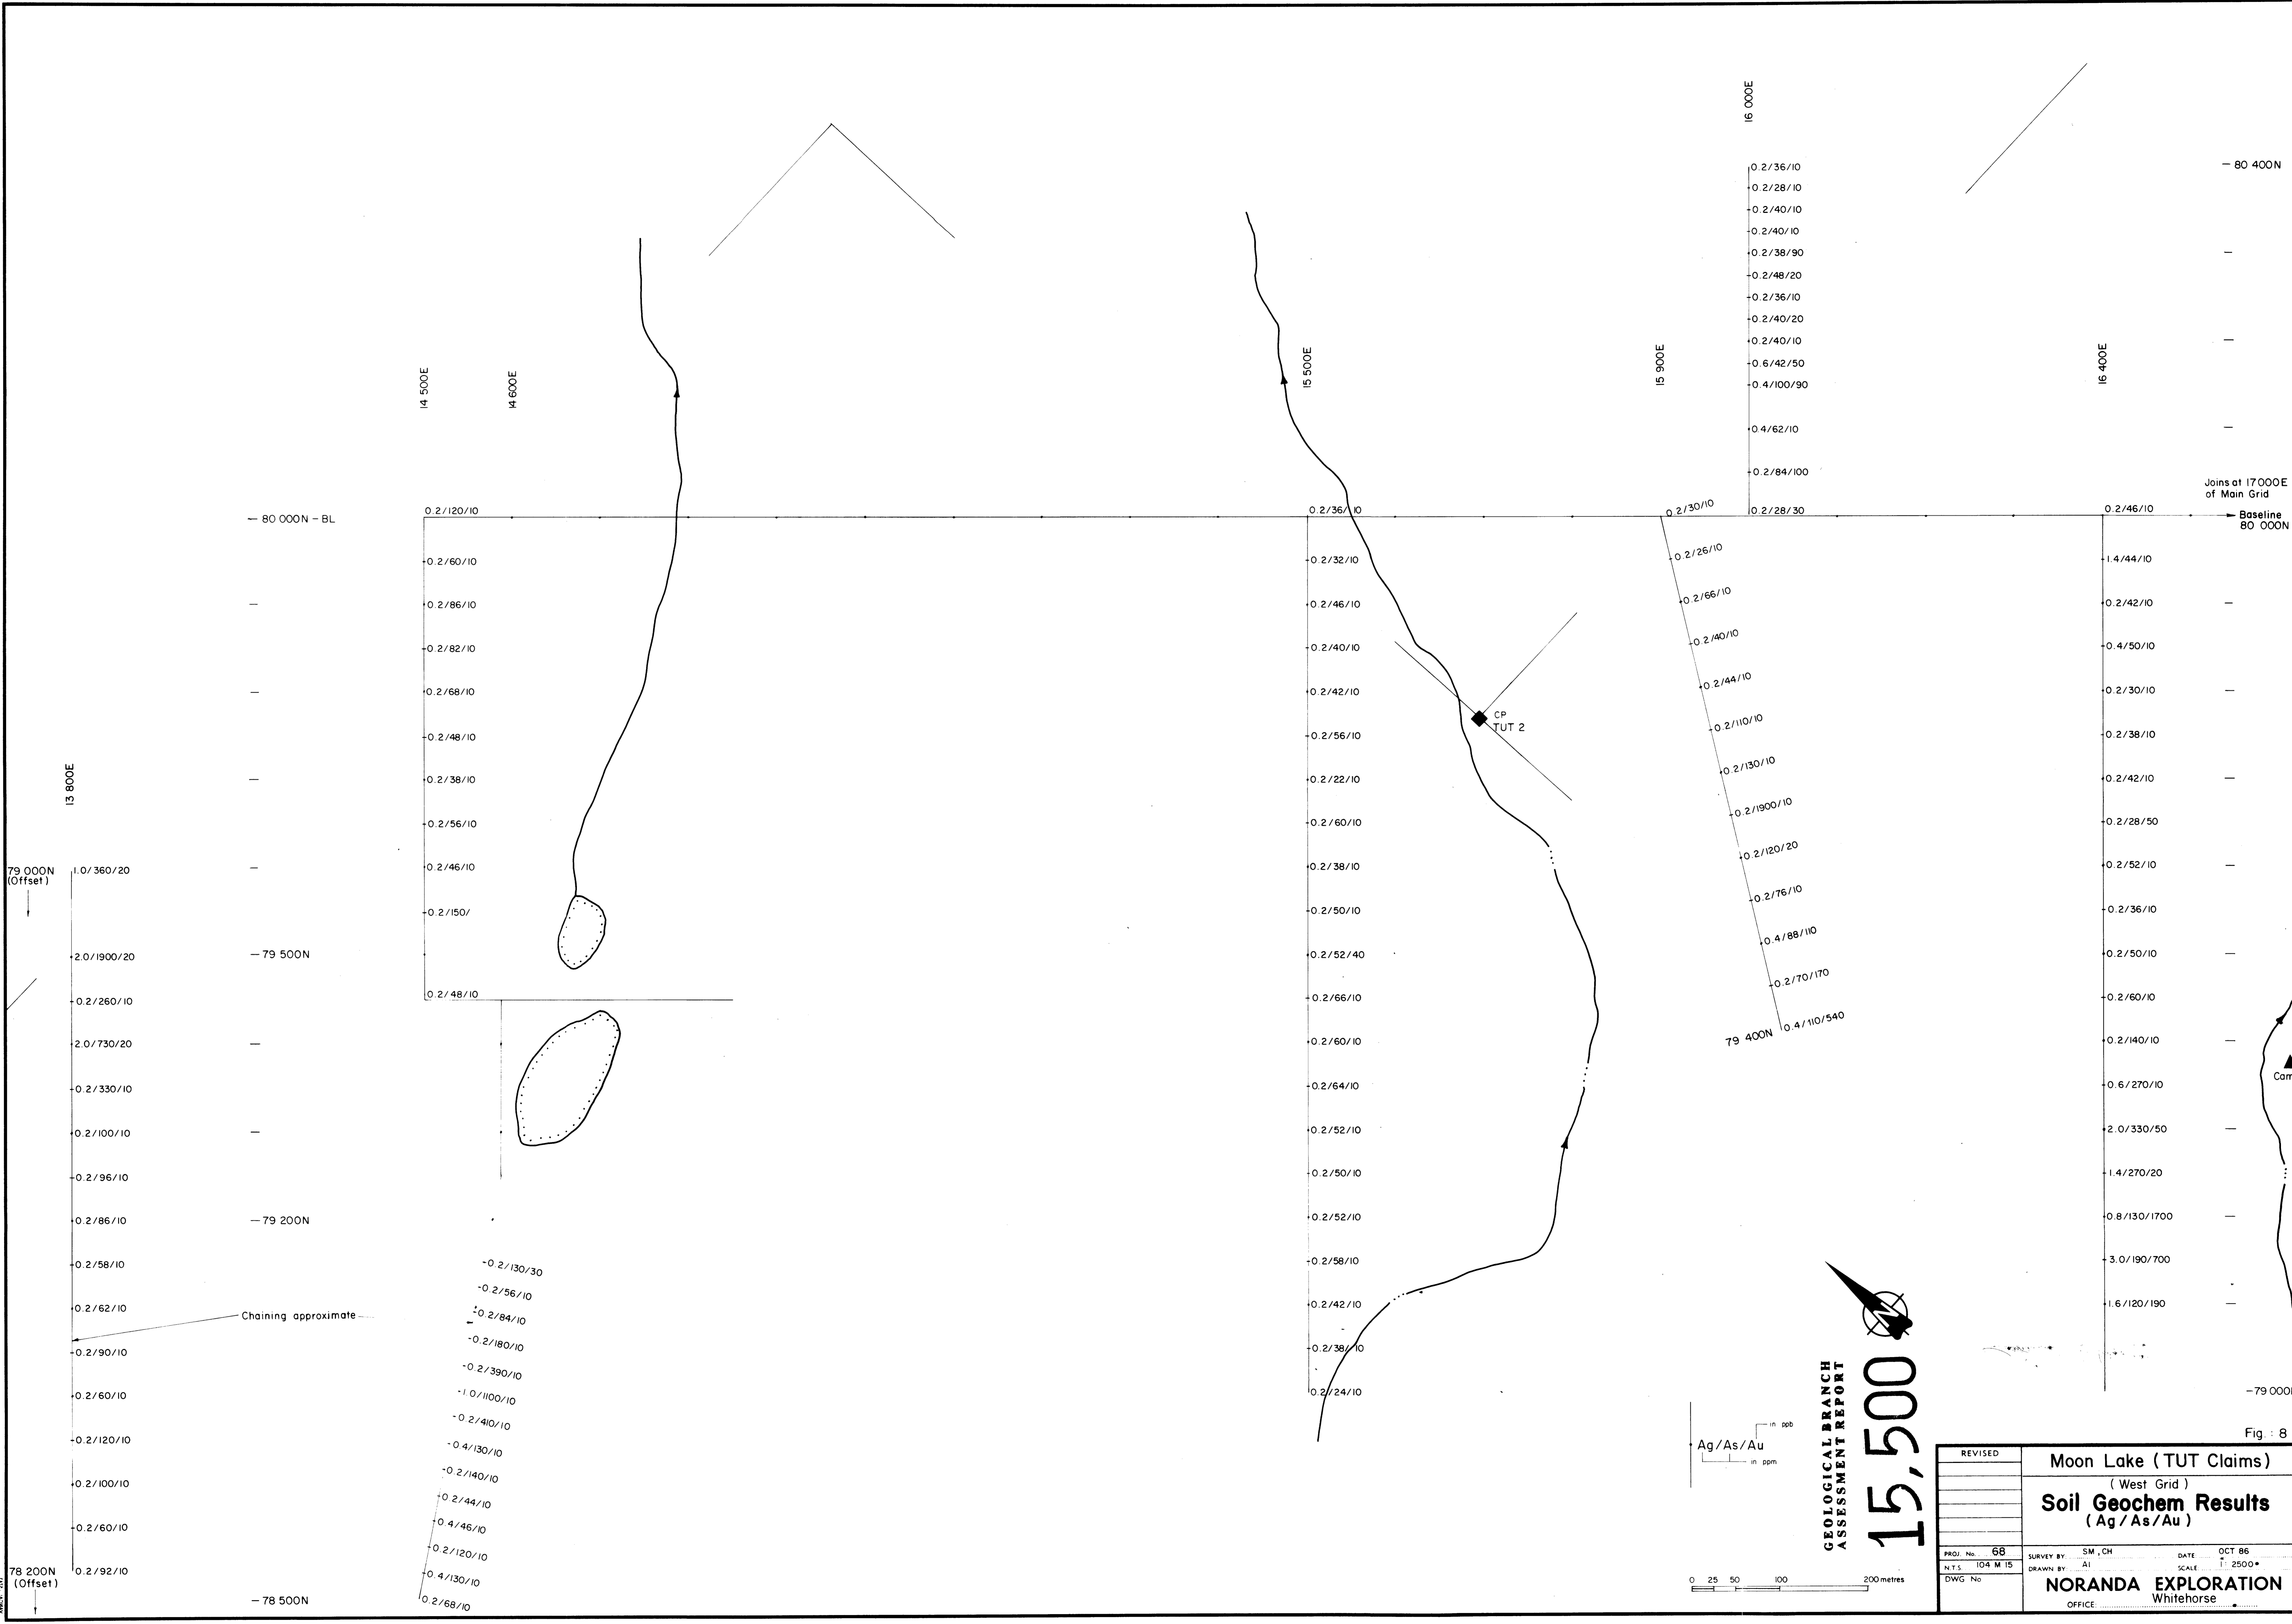 16 000E
0.2/36/10
0.2/28/10
0.2/40/10
0.2/40/10
0.2/38/90
0.2/48/20
0.2/36/10
0.2/40/20
0.2/40/10
0.6/42/50
0.4/100/90
0.4/62/10
0.2/84/100
0.2/28/30
80 400N
14 500E
14 600E
15 500E
15 900E
16 400E
Joins at 17000E
of Main Grid
Baseline
80 000N
80 000N - BL
0.2/120/10
0.2/60/10
0.2/86/10
0.2/82/10
0.2/68/10
0.2/48/10
0.2/38/10
0.2/56/10
0.2/46/10
0.2/150/
0.2/48/10
0.2/36/10
0.2/32/10
0.2/46/10
0.2/40/10
0.2/42/10
0.2/56/10
0.2/22/10
0.2/60/10
0.2/38/10
0.2/50/10
0.2/52/40
0.2/66/10
0.2/60/10
0.2/64/10
0.2/52/10
0.2/50/10
0.2/52/10
0.2/58/10
0.2/42/10
0.2/38/10
0.2/24/10
CP
TUT 2
0.2/30/10
0.2/26/10
0.2/66/10
0.2/40/10
0.2/44/10
0.2/110/10
0.2/130/10
0.2/1900/10
0.2/120/20
0.2/76/10
0.4/88/110
0.2/70/170
0.4/110/540
79 400N
0.2/46/10
1.4/44/10
0.2/42/10
0.4/50/10
0.2/30/10
0.2/38/10
0.2/42/10
0.2/28/50
0.2/52/10
0.2/36/10
0.2/50/10
0.2/60/10
0.2/140/10
0.6/270/10
2.0/330/50
1.4/270/20
0.8/130/1700
3.0/190/700
1.6/120/190
Cam
79 000
13 800E
79 000N
(Offset)
1.0/360/20
2.0/1900/20
0.2/260/10
2.0/730/20
0.2/330/10
0.2/100/10
0.2/96/10
0.2/86/10
0.2/58/10
0.2/62/10
0.2/90/10
0.2/60/10
0.2/120/10
0.2/100/10
0.2/60/10
0.2/92/10
78 200N
(Offset)
79 500N
79 200N
Chaining approximate
78 500N
0.2/130/30
0.2/56/10
0.2/84/10
0.2/180/10
0.2/390/10
1.0/1100/10
0.2/410/10
0.4/130/10
0.2/140/10
0.2/44/10
0.4/46/10
0.2/120/10
0.4/130/10
0.2/68/10
N
in ppb
Ag/As/Au
in ppm
0 25 50 100 200 metres
GEOLOGICAL BRANCH
ASSESSMENT REPORT
15,500
Fig. : 8
REVISED
Moon Lake (TUT Claims)
(West Grid)
Soil Geochem Results
(Ag/As/Au)
PROJ. No. 68
SURVEY BY SM, CH
DATE OCT 86
N.T.S. 104 M 15
DRAWN BY Al
SCALE 1:2500
DWG. No
NORANDA EXPLORATION
OFFICE: Whitehorse